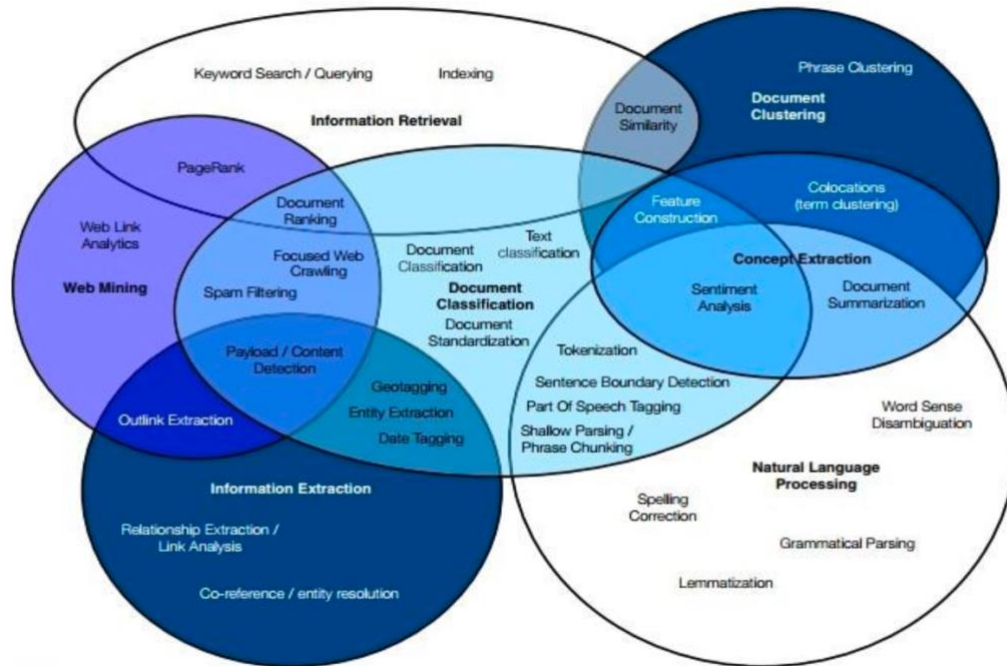 Keyword Search / Querying
Indexing
Information Retrieval
Phrase Clustering
Document
Clustering
Document
Similarity
PageRank
Document
Ranking
Web Link
Analytics
Web Mining
Focused Web
Crawling
Spam Filtering
Document
Classification
Text
classification
Document
Classification
Document
Standardization
Feature
Construction
Colocations
(term clustering)
Concept Extraction
Sentiment
Analysis
Document
Summarization
Payload / Content
Detection
Outlink Extraction
Geotagging
Entity Extraction
Date Tagging
Tokenization
Sentence Boundary Detection
Part Of Speech Tagging
Shallow Parsing /
Phrase Chunking
Word Sense
Disambiguation
Natural Language
Processing
Spelling
Correction
Grammatical Parsing
Lemmatization
Information Extraction
Relationship Extraction /
Link Analysis
Co-reference / entity resolution